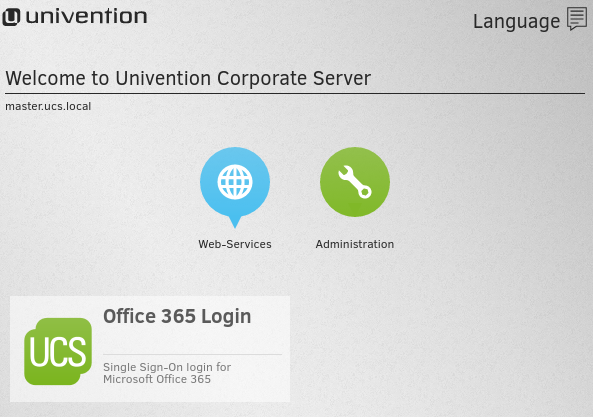 univention
Language
Welcome to Univention Corporate Server
master.ucs.local
Web-Services
Administration
UCS
Office 365 Login
Single Sign-On login for
Microsoft Office 365